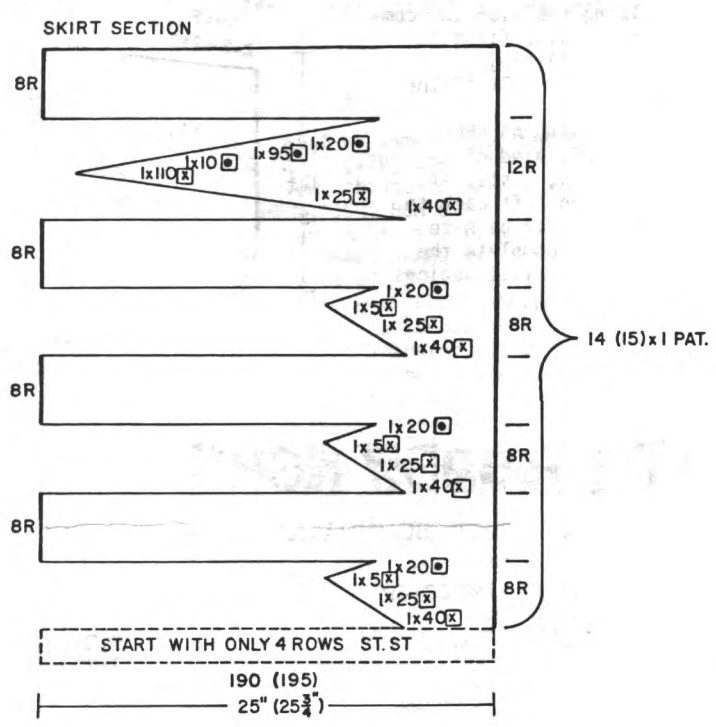 SKIRT SECTION
8R
1x20[•]
1x95[•]
1x10[•]
1x110[x]
12R
1x25[x]
1x40[x]
8R
1x20[•]
1x5[x]
1x25[x]
8R
14 (15)x1 PAT.
1x40[x]
8R
1x20[•]
1x5[x]
8R
1x25[x]
1x40[x]
8R
1x20[•]
1x5[x]
8R
1x25[x]
1x40[x]
START WITH ONLY 4 ROWS ST.ST
190 (195)
25" (25¾")